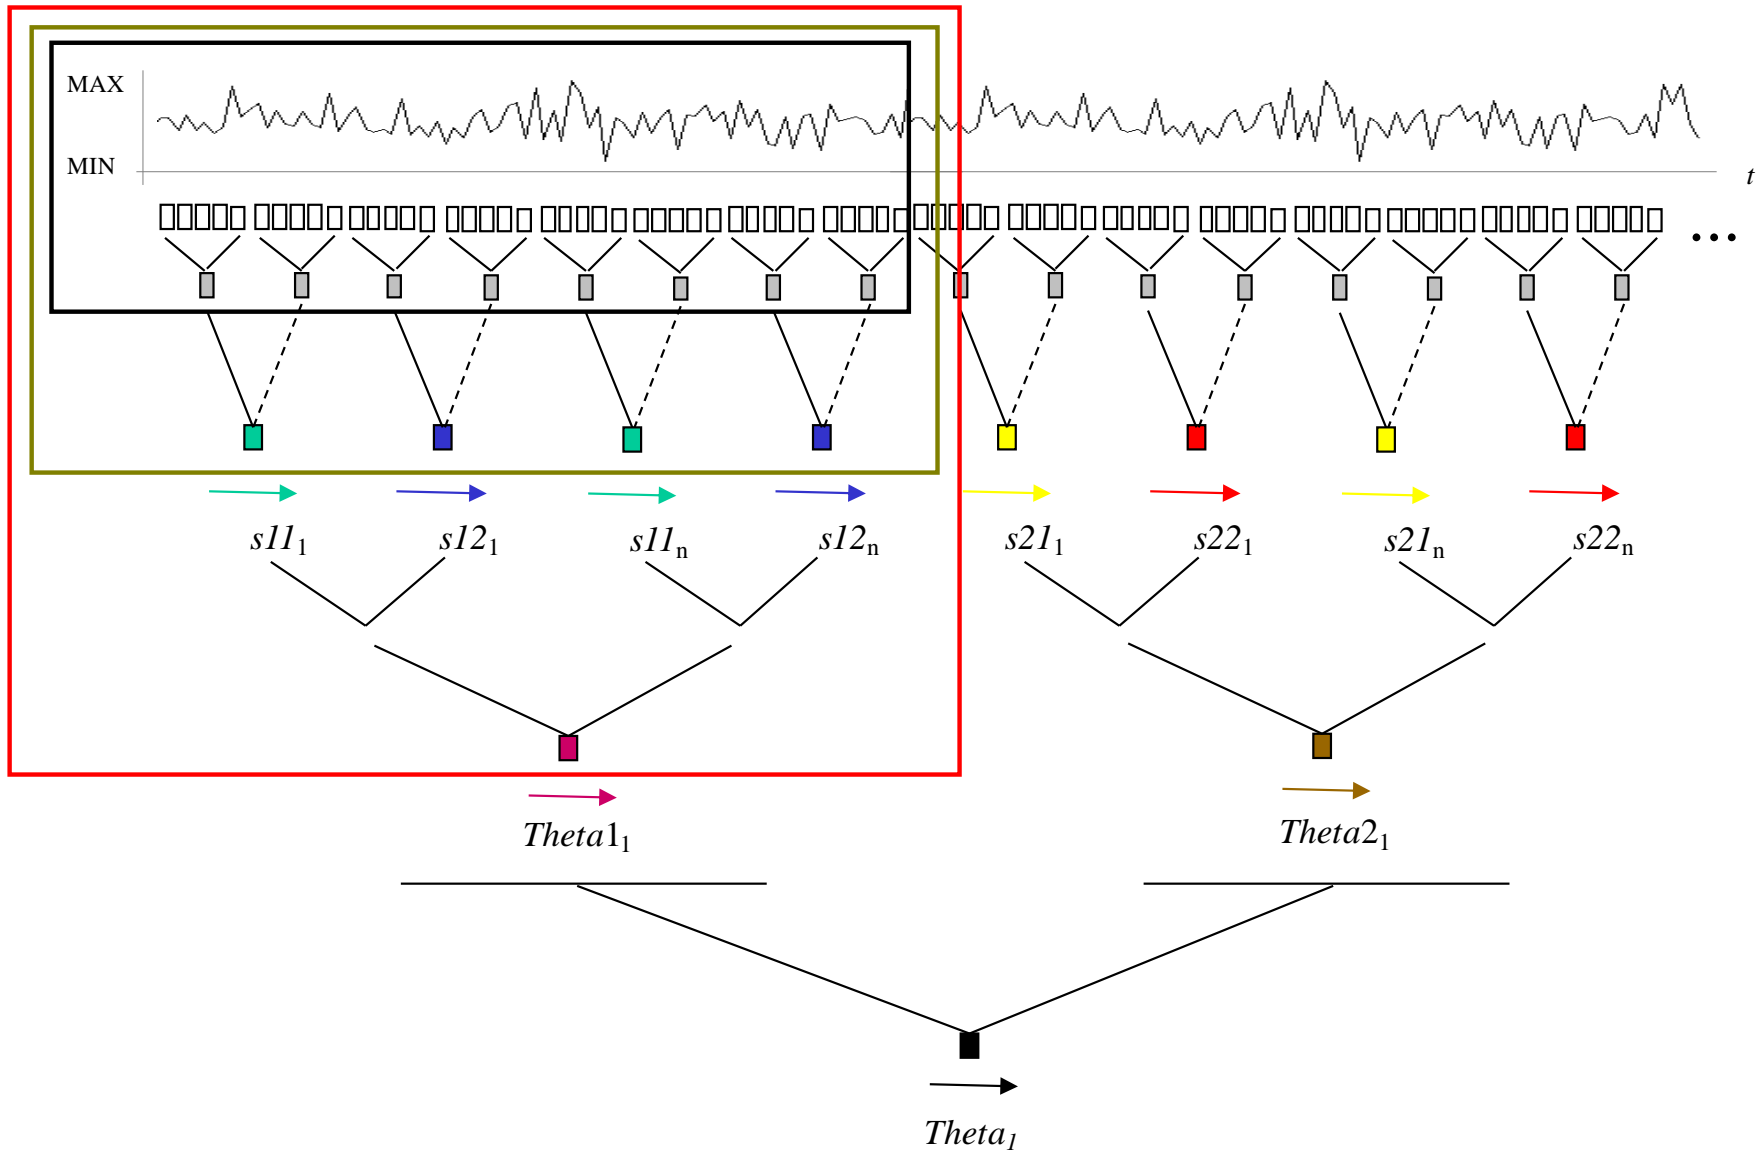 MAX
MIN
t
...
s11₁ s12₁ s11ₙ s12ₙ s21₁ s22₁ s21ₙ s22ₙ
Theta1₁ Theta2₁
Theta₁